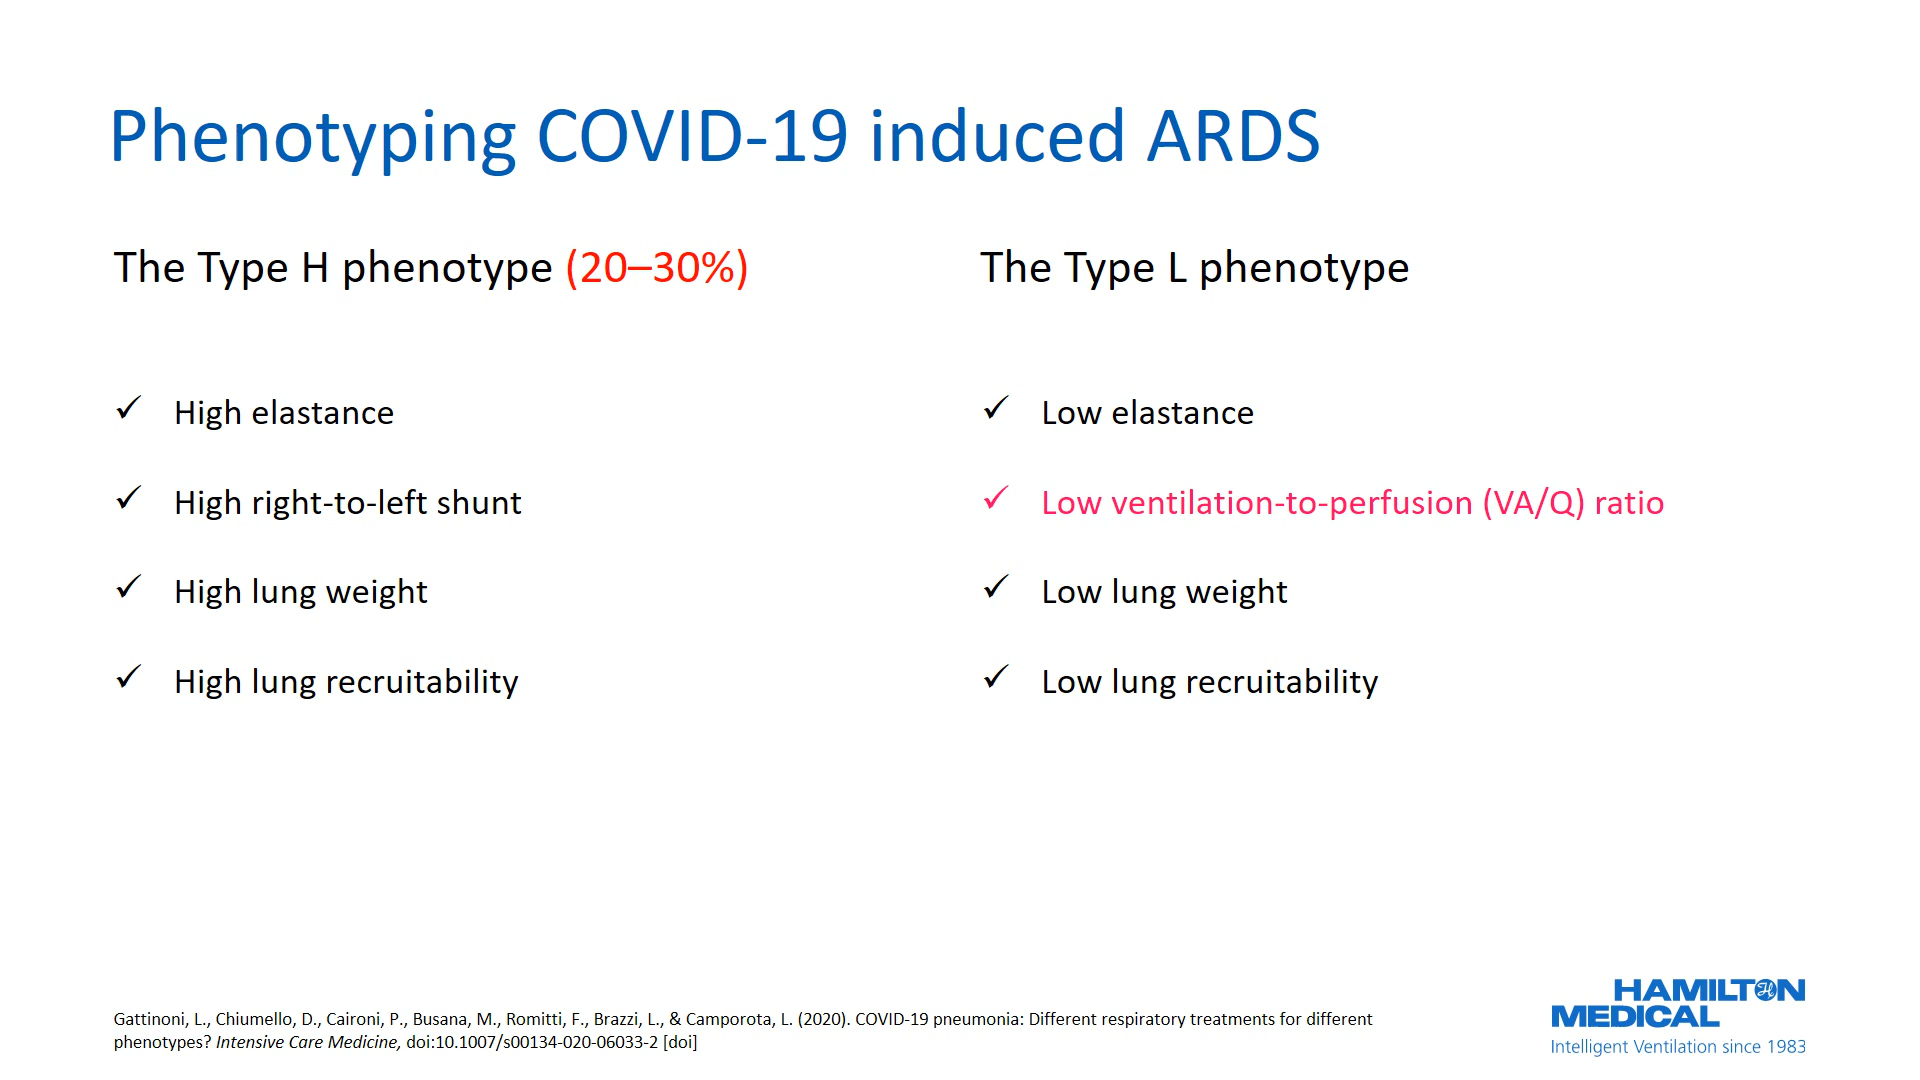 Phenotyping COVID-19 induced ARDS
The Type H phenotype (20–30%)
✓ High elastance
✓ High right-to-left shunt
✓ High lung weight
✓ High lung recruitability
The Type L phenotype
✓ Low elastance
✓ Low ventilation-to-perfusion (VA/Q) ratio
✓ Low lung weight
✓ Low lung recruitability
Gattinoni, L., Chiumello, D., Caironi, P., Busana, M., Romitti, F., Brazzi, L., & Camporota, L. (2020). COVID-19 pneumonia: Different respiratory treatments for different
phenotypes? Intensive Care Medicine, doi:10.1007/s00134-020-06033-2 [doi]
HAMILTON
MEDICAL
Intelligent Ventilation since 1983